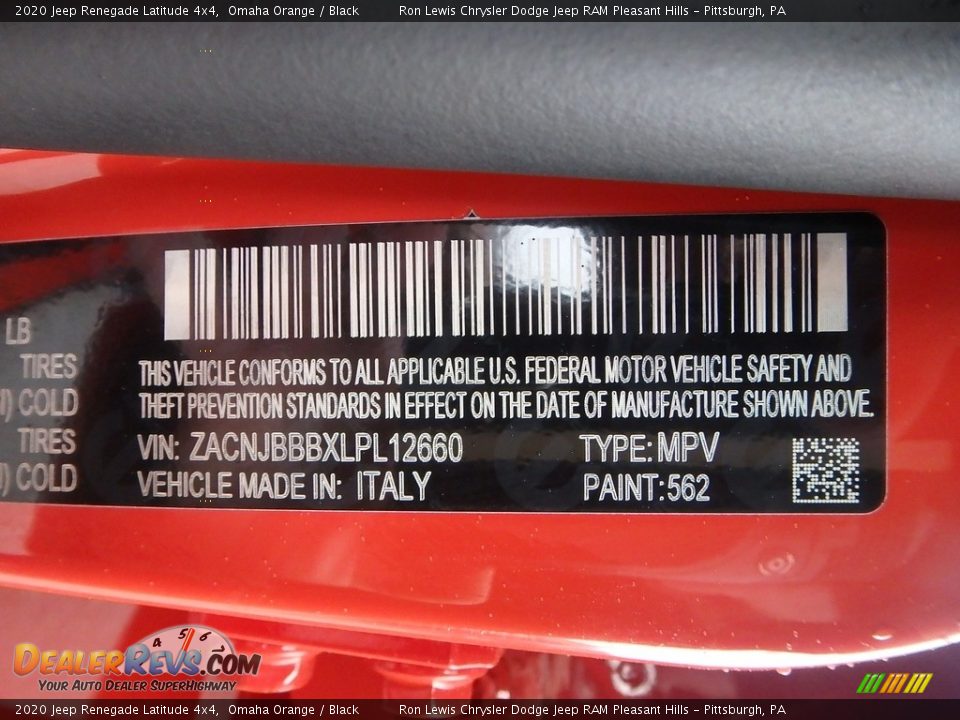 2020 Jeep Renegade Latitude 4x4, Omaha Orange / Black Ron Lewis Chrysler Dodge Jeep RAM Pleasant Hills - Pittsburgh, PA
LB
TIRES
) COLD
TIRES
) COLD
THIS VEHICLE CONFORMS TO ALL APPLICABLE U.S. FEDERAL MOTOR VEHICLE SAFETY AND
THEFT PREVENTION STANDARDS IN EFFECT ON THE DATE OF MANUFACTURE SHOWN ABOVE.
VIN: ZACNJBBBXLPL12660 TYPE: MPV
VEHICLE MADE IN: ITALY PAINT:562
4 5 6
DealerRevs.com
Your Auto Dealer SuperHighway
2020 Jeep Renegade Latitude 4x4, Omaha Orange / Black Ron Lewis Chrysler Dodge Jeep RAM Pleasant Hills - Pittsburgh, PA